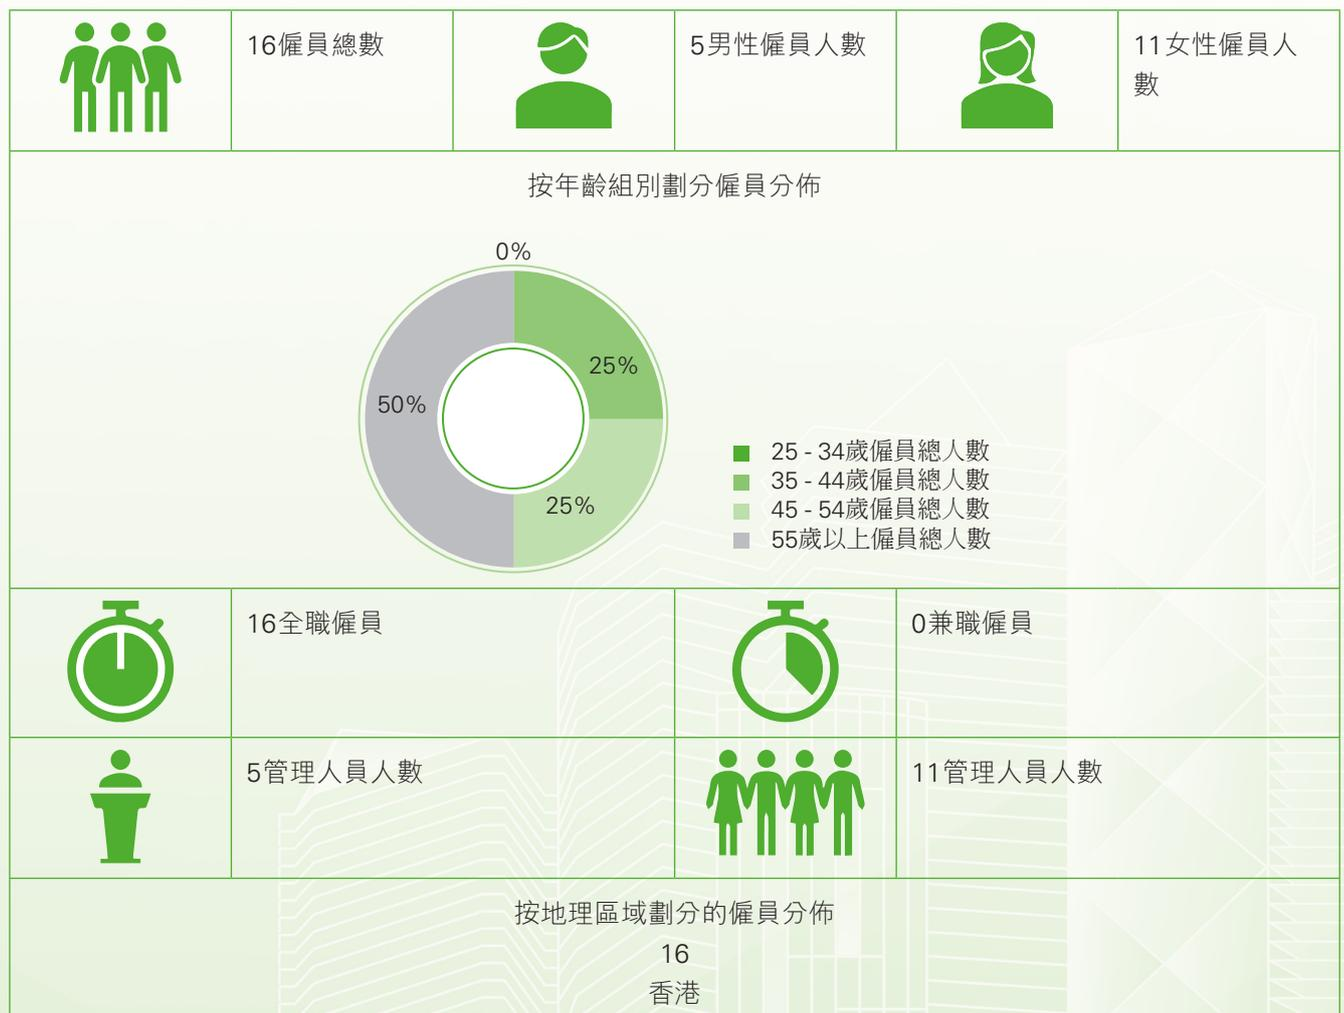 16僱員總數
5男性僱員人數
11女性僱員人
數
按年齡組別劃分僱員分佈
0%
25%
50%
25%
25 - 34歲僱員總人數
35 - 44歲僱員總人數
45 - 54歲僱員總人數
55歲以上僱員總人數
16全職僱員
0兼職僱員
5管理人員人數
11管理人員人數
按地理區域劃分的僱員分佈
16
香港